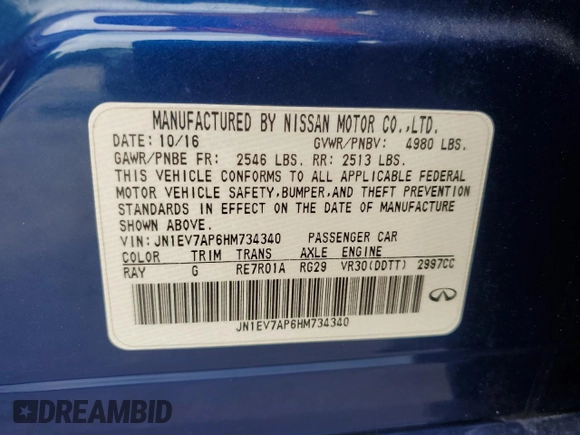 MANUFACTURED BY NISSAN MOTOR CO.,LTD.
DATE: 10/16 GVWR/PNBV: 4980 LBS.
GAWR/PNBE FR: 2546 LBS. RR: 2513 LBS.
THIS VEHICLE CONFORMS TO ALL APPLICABLE FEDERAL
MOTOR VEHICLE SAFETY,BUMPER,AND THEFT PREVENTION
STANDARDS IN EFFECT ON THE DATE OF MANUFACTURE
SHOWN ABOVE.
VIN: JN1EV7AP6HM734340 PASSENGER CAR
COLOR TRIM TRANS AXLE ENGINE
RAY G RE7R01A RG29 VR30(DDTT) 2997CC
JN1EV7AP6HM734340
DREAMBID